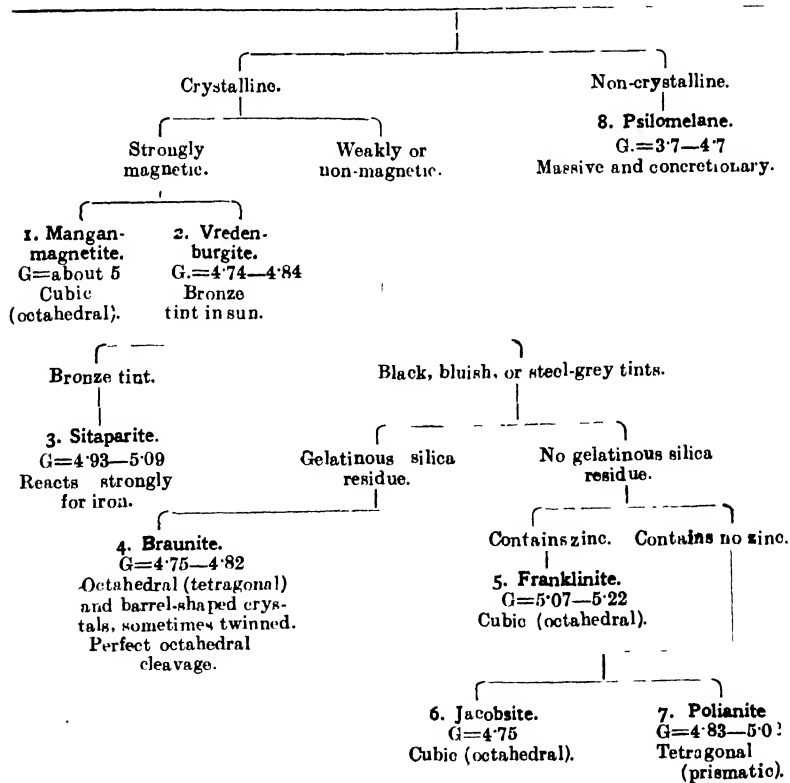 Crystalline.
Non-crystalline.
8. Psilomelane.
G.=3·7—4·7
Massive and concretionary.
Strongly
magnetic.
Weakly or
non-magnetic.
1. Mangan-
magnetite.
G=about 5
Cubic
(octahedral).
2. Vreden-
burgite.
G.=4·74—4·84
Bronze
tint in sun.
Bronze tint.
Black, bluish, or steel-grey tints.
3. Sitaparite.
G=4·93—5·09
Reacts strongly
for iron.
Gelatinous silica
residue.
No gelatinous silica
residue.
4. Braunite.
G=4·75—4·82
Octahedral (tetragonal)
and barrel-shaped crys-
tals, sometimes twinned.
Perfect octahedral
cleavage.
Contains zinc.
Contains no zinc.
5. Franklinite.
G=5·07—5·22
Cubic (octahedral).
6. Jacobsite.
G=4·75
Cubic (octahedral).
7. Polianite
G=4·83—
Tetragonal
(prismatic).